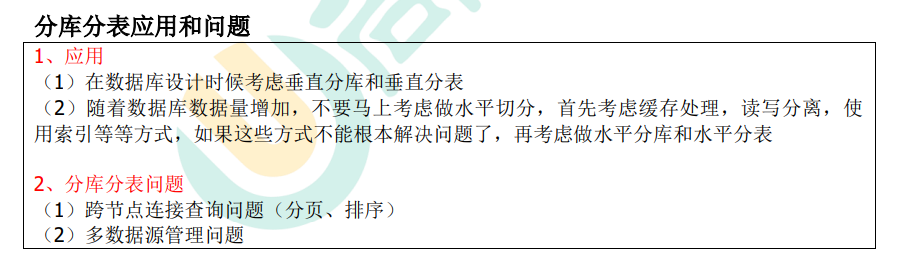 分库分表应用和问题
1、应用
（1）在数据库设计时候考虑垂直分库和垂直分表
（2）随着数据库数据量增加，不要马上考虑做水平切分，首先考虑缓存处理，读写分离，使
用索引等等方式，如果这些方式不能根本解决问题了，再考虑做水平分库和水平分表
2、分库分表问题
（1）跨节点连接查询问题（分页、排序）
（2）多数据源管理问题